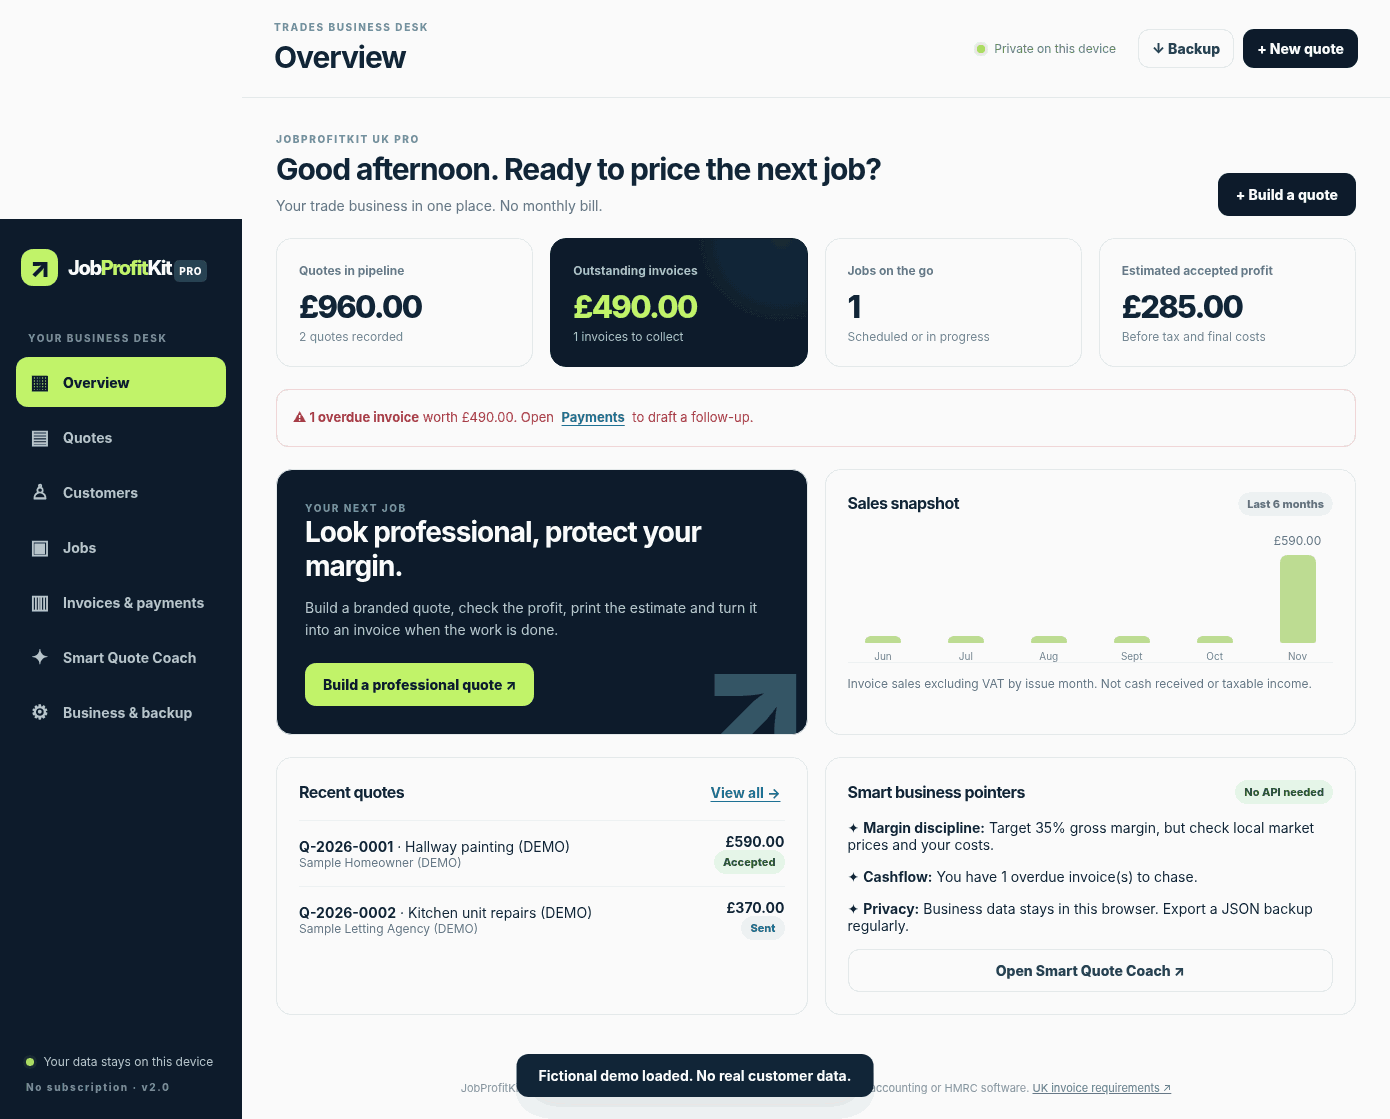 TRADES BUSINESS DESK
Overview
Private on this device
↓ Backup
+ New quote
JobProfitKit PRO
YOUR BUSINESS DESK
Overview
Quotes
Customers
Jobs
Invoices & payments
Smart Quote Coach
Business & backup
Your data stays on this device
No subscription · v2.0
JOBPROFITKIT UK PRO
Good afternoon. Ready to price the next job?
Your trade business in one place. No monthly bill.
+ Build a quote
Quotes in pipeline
£960.00
2 quotes recorded
Outstanding invoices
£490.00
1 invoices to collect
Jobs on the go
1
Scheduled or in progress
Estimated accepted profit
£285.00
Before tax and final costs
⚠ 1 overdue invoice worth £490.00. Open Payments to draft a follow-up.
YOUR NEXT JOB
Look professional, protect your
margin.
Build a branded quote, check the profit, print the estimate and turn it
into an invoice when the work is done.
Build a professional quote ↗
Sales snapshot
Last 6 months
£590.00
Jun Jul Aug Sept Oct Nov
Invoice sales excluding VAT by issue month. Not cash received or taxable income.
Recent quotes
View all →
Q-2026-0001 · Hallway painting (DEMO)
£590.00
Sample Homeowner (DEMO)
Accepted
Q-2026-0002 · Kitchen unit repairs (DEMO)
£370.00
Sample Letting Agency (DEMO)
Sent
Smart business pointers
No API needed
✦ Margin discipline: Target 35% gross margin, but check local market
prices and your costs.
✦ Cashflow: You have 1 overdue invoice(s) to chase.
✦ Privacy: Business data stays in this browser. Export a JSON backup
regularly.
Open Smart Quote Coach ↗
Fictional demo loaded. No real customer data.
accounting or HMRC software. UK invoice requirements ↗